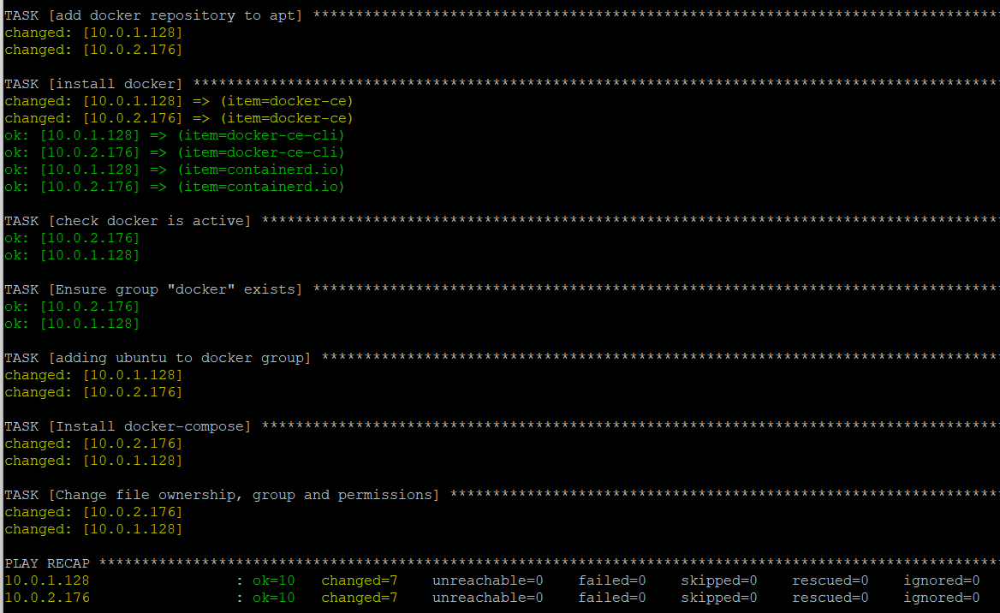 TASK [add docker repository to apt] ********************************************************************************
changed: [10.0.1.128]
changed: [10.0.2.176]
TASK [install docker] **********************************************************************************************
changed: [10.0.1.128] => (item=docker-ce)
changed: [10.0.2.176] => (item=docker-ce)
ok: [10.0.1.128] => (item=docker-ce-cli)
ok: [10.0.2.176] => (item=docker-ce-cli)
ok: [10.0.1.128] => (item=containerd.io)
ok: [10.0.2.176] => (item=containerd.io)
TASK [check docker is active] **************************************************************************************
ok: [10.0.2.176]
ok: [10.0.1.128]
TASK [Ensure group "docker" exists] ********************************************************************************
ok: [10.0.2.176]
ok: [10.0.1.128]
TASK [adding ubuntu to docker group] *******************************************************************************
changed: [10.0.1.128]
changed: [10.0.2.176]
TASK [Install docker-compose] **************************************************************************************
changed: [10.0.2.176]
changed: [10.0.1.128]
TASK [Change file ownership, group and permissions] ****************************************************************
changed: [10.0.2.176]
changed: [10.0.1.128]
PLAY RECAP *********************************************************************************************************
10.0.1.128                 : ok=10   changed=7    unreachable=0    failed=0    skipped=0    rescued=0    ignored=0
10.0.2.176                 : ok=10   changed=7    unreachable=0    failed=0    skipped=0    rescued=0    ignored=0